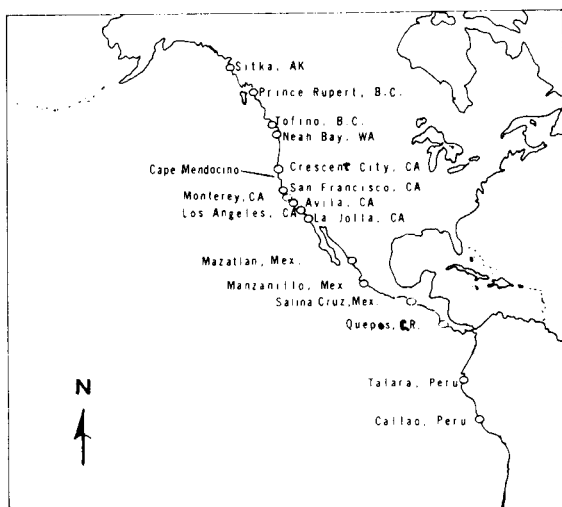 Sitka, AK
Prince Rupert, B.C.
Tofino, B.C.
Neah Bay, WA
Cape Mendocino
Crescent City, CA
San Francisco, CA
Monterey, CA
Avila, CA
Los Angeles, CA
La Jolla, CA
Mazatlan, Mex.
Manzanillo, Mex
Salina Cruz, Mex.
Quepos, C.R.
N
Talara, Peru
Callao, Peru